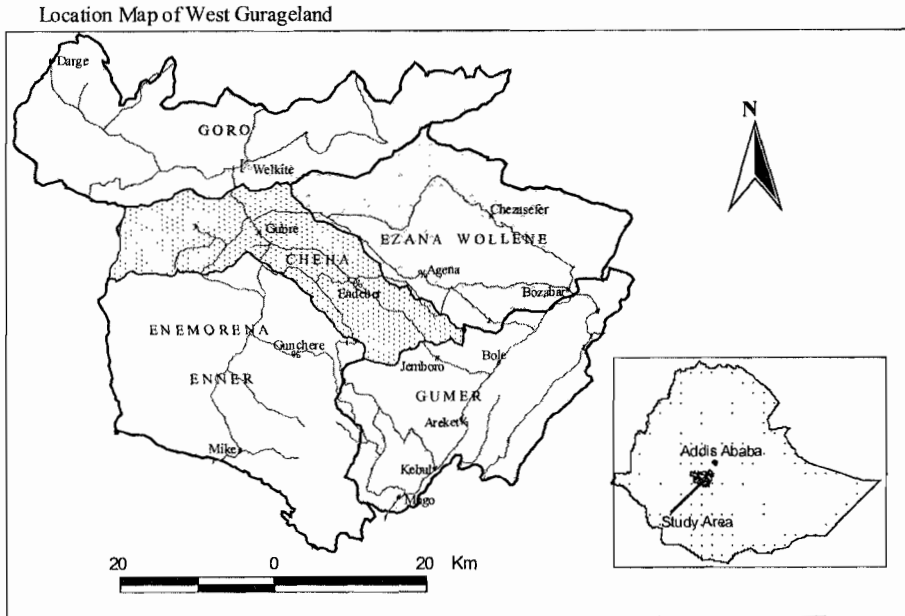 Location Map of West Gurageland
Darge
N
GORO
Welkite
Chezasefer
Gubre
EZANA WOLLENE
CHEHA
Agena
Endeber
Bozabar
ENEMORENA
Gunchere
Bole
Jemboro
ENNER
GUMER
Areket
Addis Ababa
Mike
Kebul
Mugo
Study Area
20 0 20 Km